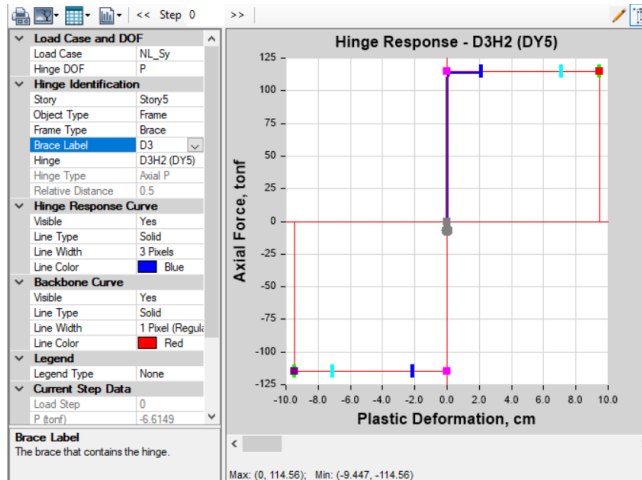 << Step 0 >>
Load Case and DOF
Load Case NL_Sy
Hinge DOF P
Hinge Identification
Story Story5
Object Type Frame
Frame Type Brace
Brace Label D3
Hinge D3H2 (DY5)
Hinge Type Axial P
Relative Distance 0.5
Hinge Response Curve
Visible Yes
Line Type Solid
Line Width 3 Pixels
Line Color Blue
Backbone Curve
Visible Yes
Line Type Solid
Line Width 1 Pixel (Regula
Line Color Red
Legend
Legend Type None
Current Step Data
Load Step 0
P (tonf) -6.6149
Brace Label
The brace that contains the hinge.
Hinge Response - D3H2 (DY5)
Axial Force, tonf
125
100
75
50
25
0
-25
-50
-75
-100
-125
-10.0 -8.0 -6.0 -4.0 -2.0 0.0 2.0 4.0 6.0 8.0 10.0
Plastic Deformation, cm
<
Max: (0, 114.56); Min: (-9.447, -114.56)